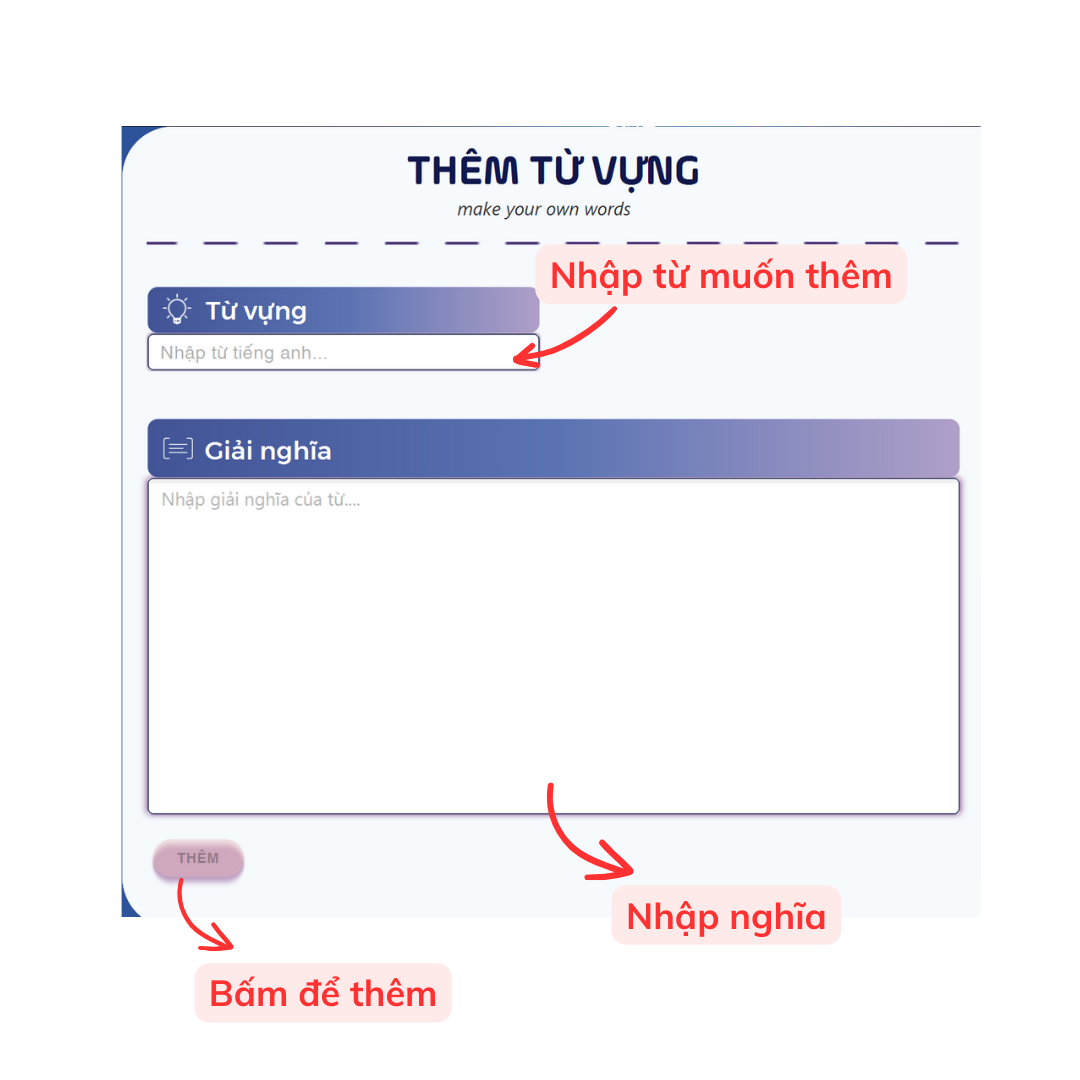 THÊM TỪ VỰNG
make your own words
Nhập từ muốn thêm
Từ vựng
Nhập từ tiếng anh...
Giải nghĩa
Nhập giải nghĩa của từ....
THÊM
Nhập nghĩa
Bấm để thêm